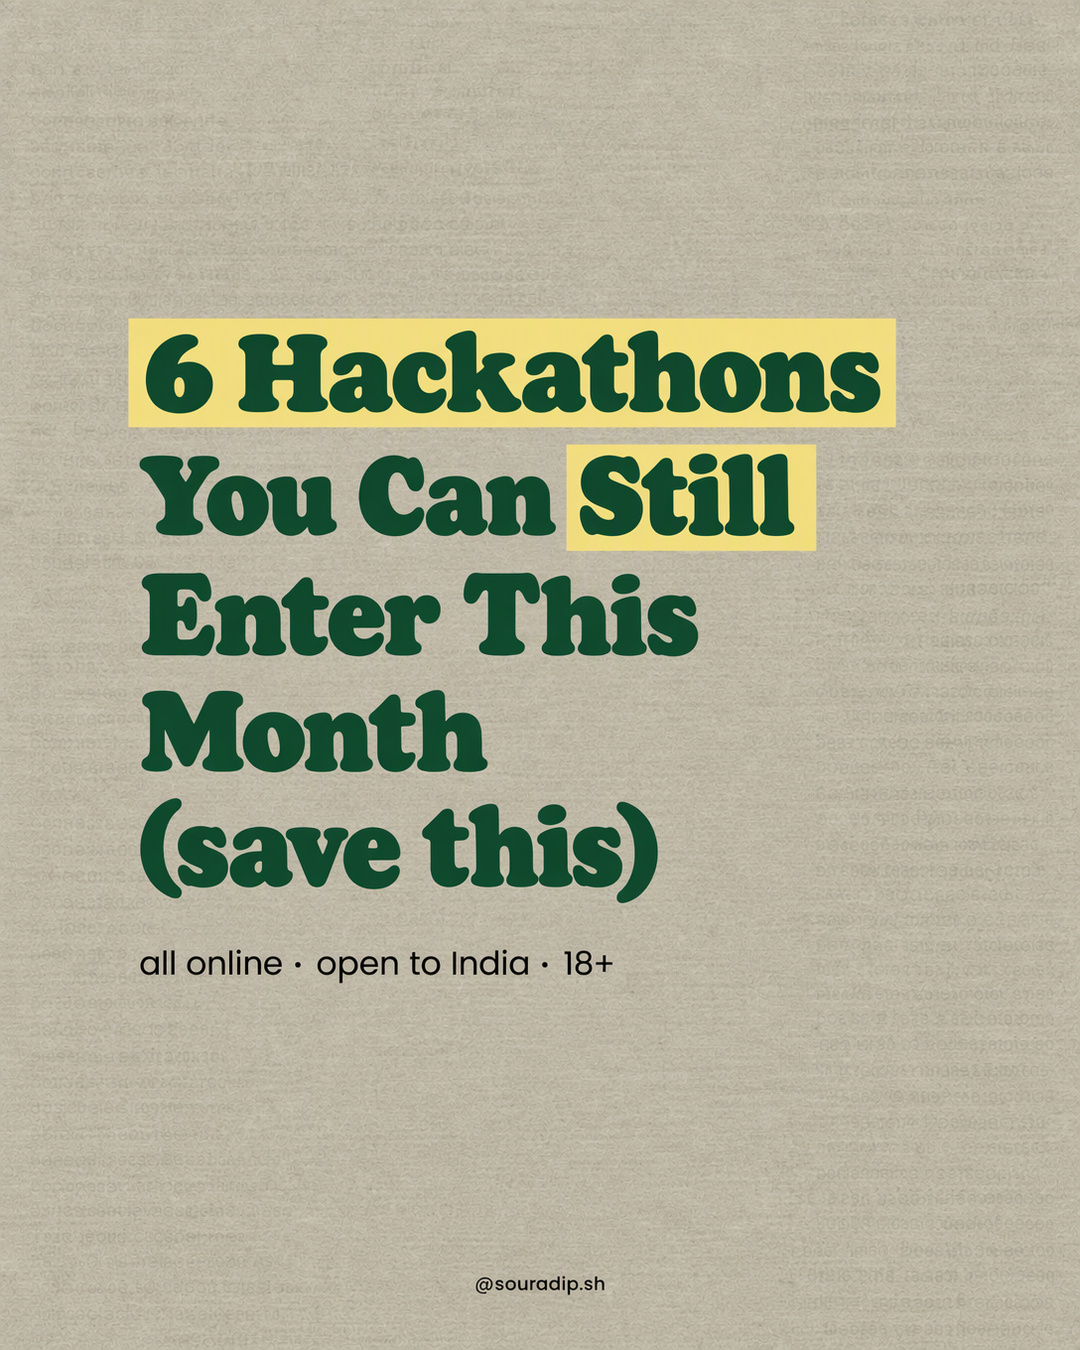 6 Hackathons
You Can Still
Enter This
Month
(save this)
all online · open to India · 18+
@souradip.sh